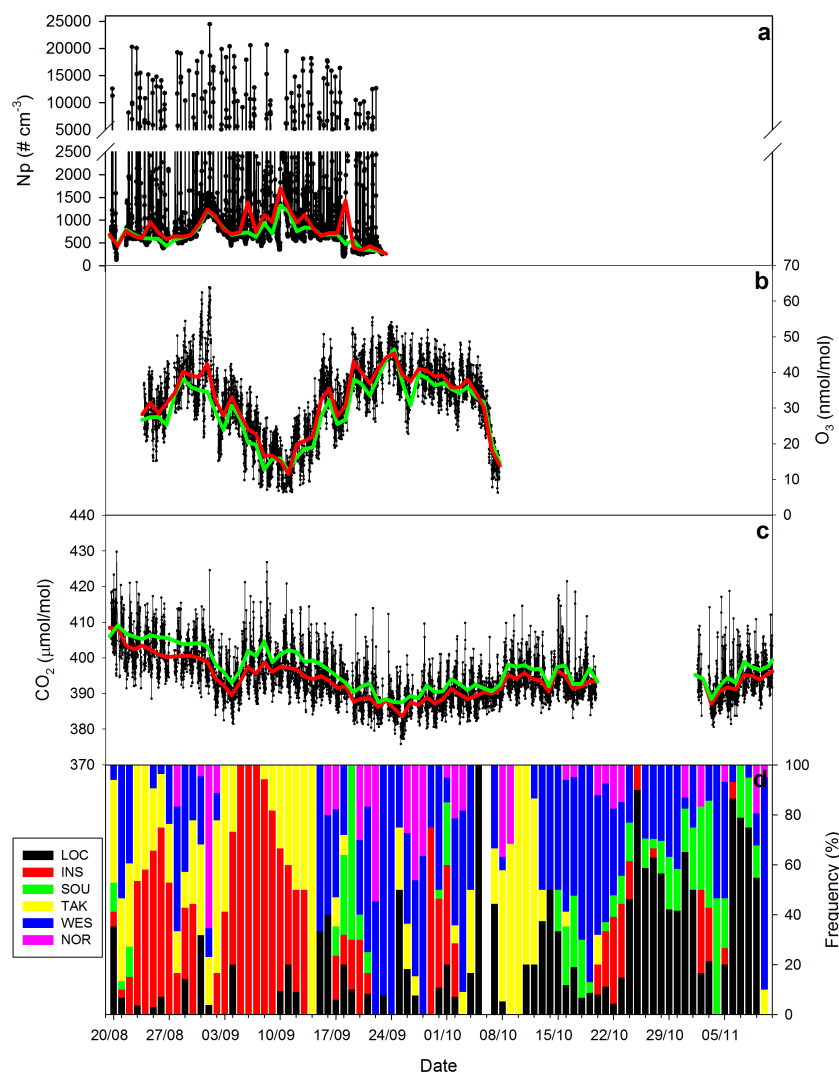 a
25000
20000
15000
10000
5000
2500
2000
1500
1000
500
0
Np (# cm-3)
b
70
60
50
40
30
20
10
0
O3 (nmol/mol)
c
440
430
420
410
400
390
380
370
CO2 (μmol/mol)
d
100
80
60
40
20
0
Frequency (%)
LOC
INS
SOU
TAK
WES
NOR
20/08 27/08 03/09 10/09 17/09 24/09 01/10 08/10 15/10 22/10 29/10 05/11
Date